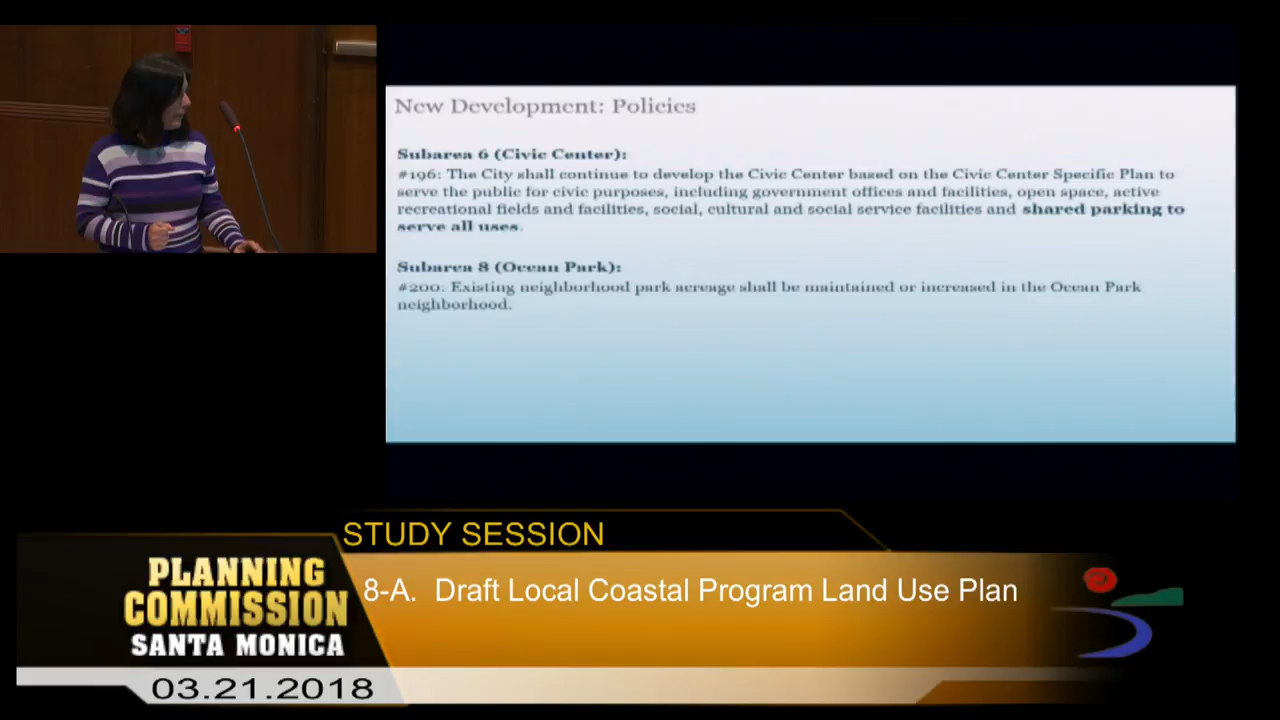 New Development: Policies
Subarea 6 (Civic Center):
#196: The City shall continue to develop the Civic Center based on the Civic Center Specific Plan to
serve the public for civic purposes, including government offices and facilities, open space, active
recreational fields and facilities, social, cultural and social service facilities and shared parking to
serve all uses.
Subarea 8 (Ocean Park):
#200: Existing neighborhood park acreage shall be maintained or increased in the Ocean Park
neighborhood.
STUDY SESSION
8-A. Draft Local Coastal Program Land Use Plan
PLANNING
COMMISSION
SANTA MONICA
03.21.2018